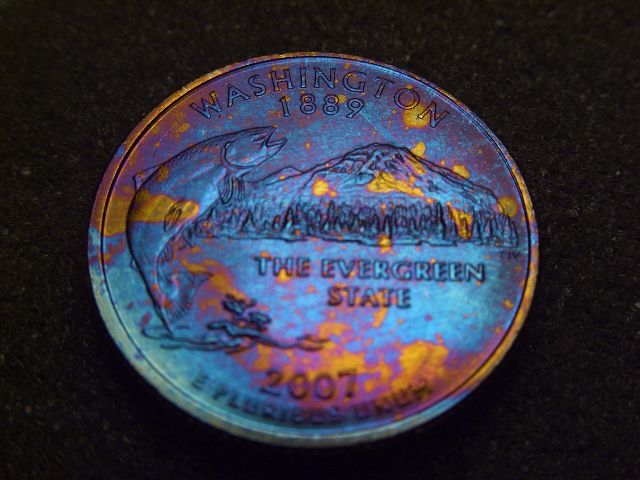 WASHINGTON
1889
THE EVERGREEN
STATE
2007
E PLURIBUS UNUM